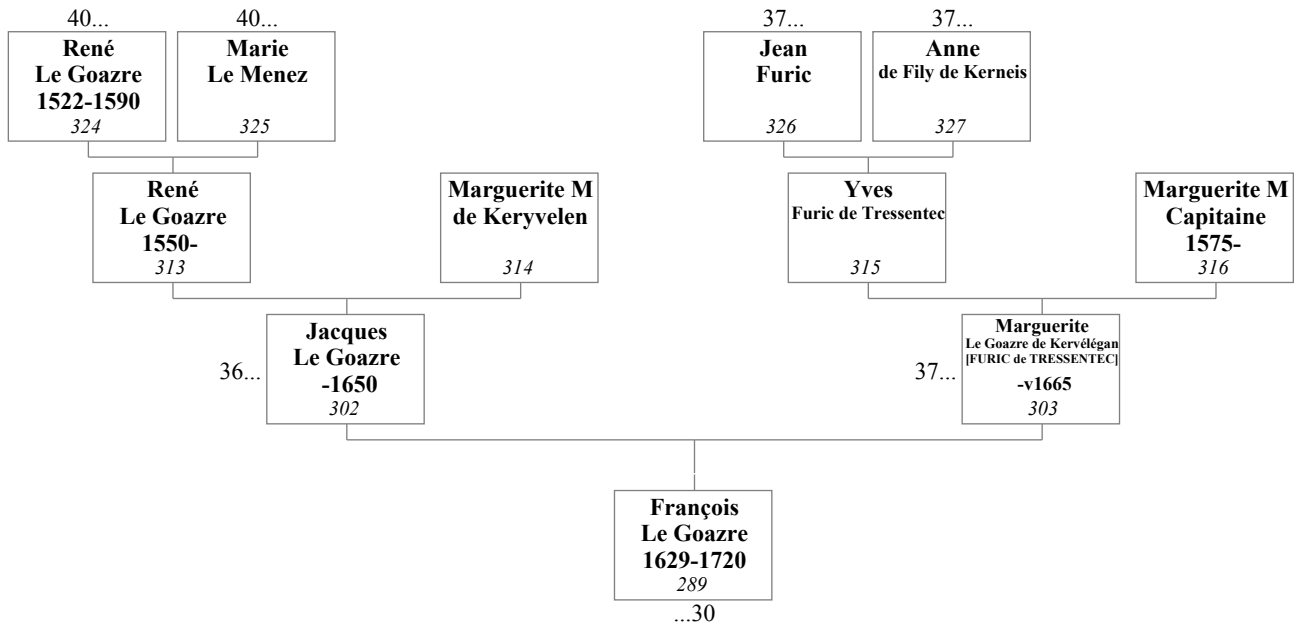 40...
40...
37...
37...
René
Le Goazre
1522-1590
324
Marie
Le Menez
325
Jean
Furic
326
Anne
de Fily de Kerneis
327
René
Le Goazre
1550-
313
Marguerite M
de Keryvelen
314
Yves
Furic de Tressentec
315
Marguerite M
Capitaine
1575-
316
36...
Jacques
Le Goazre
-1650
302
37...
Marguerite
Le Goazre de Kervélégan
[FURIC de TRESSENTEC]
-v1665
303
François
Le Goazre
1629-1720
289
...30